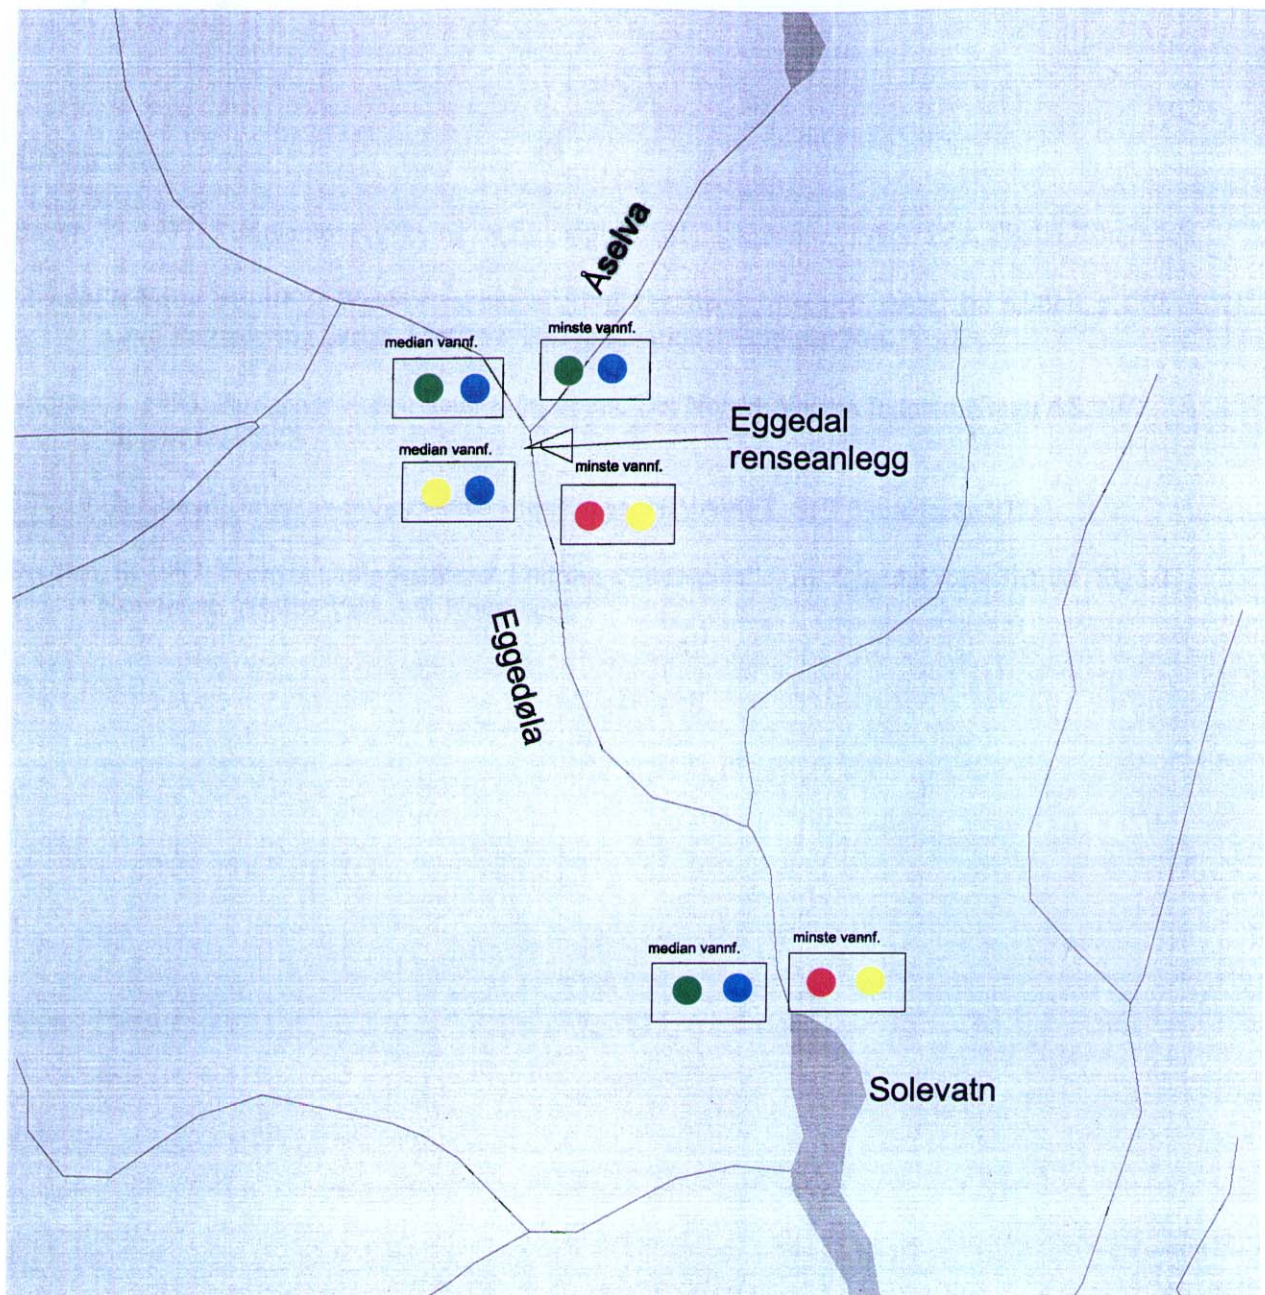 Åselva
minste vannf.
median vannf.
Eggedal
renseanlegg
median vannf.
minste vannf.
Eggedøla
median vannf.
minste vannf.
Solevatn